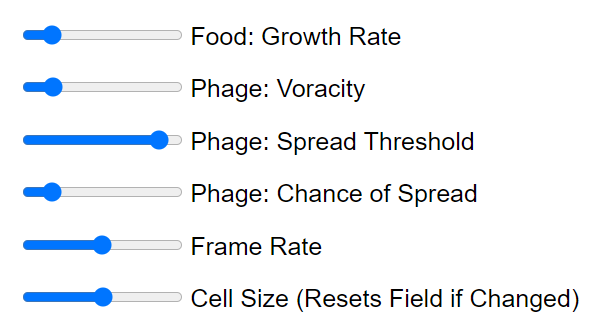 Food: Growth Rate
Phage: Voracity
Phage: Spread Threshold
Phage: Chance of Spread
Frame Rate
Cell Size (Resets Field if Changed)